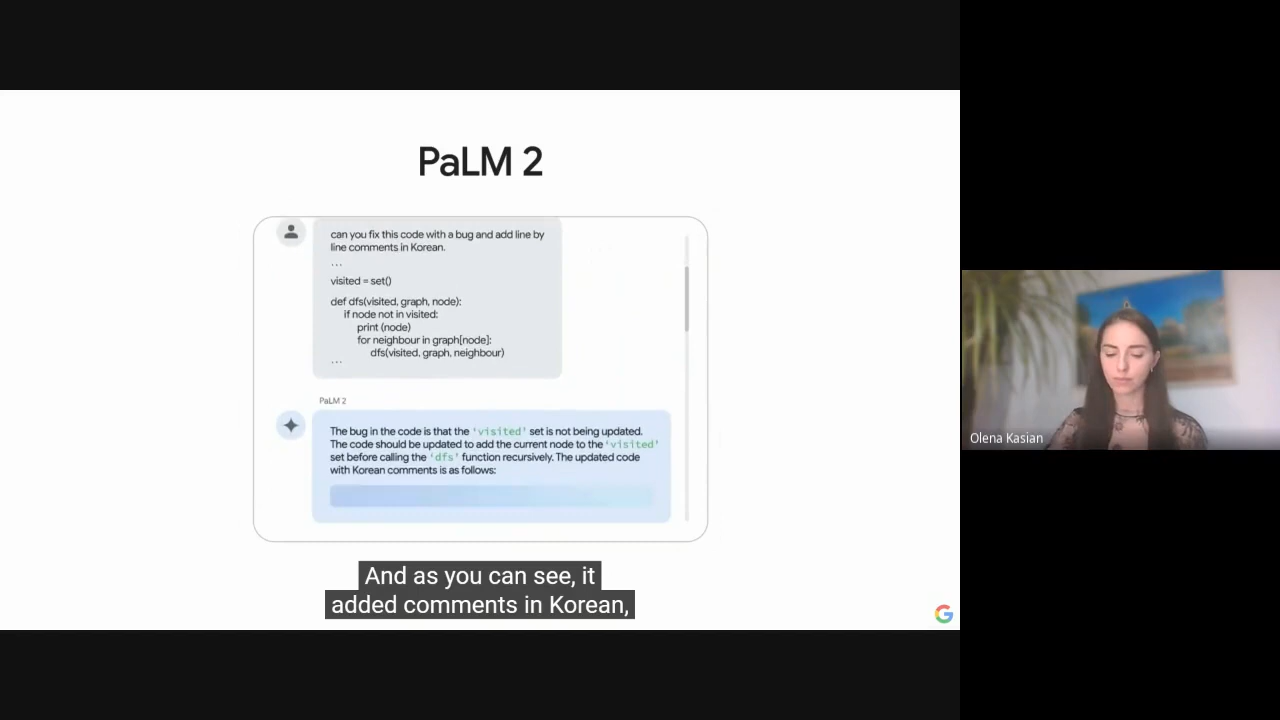 PaLM 2
can you fix this code with a bug and add line by
line comments in Korean.
...
visited = set()
def dfs(visited, graph, node):
if node not in visited:
print (node)
for neighbour in graph[node]:
dfs(visited, graph, neighbour)
...
PaLM 2
The bug in the code is that the 'visited' set is not being updated.
The code should be updated to add the current node to the 'visited'
set before calling the 'dfs' function recursively. The updated code
with Korean comments is as follows:
And as you can see, it
added comments in Korean,
Olena Kasian